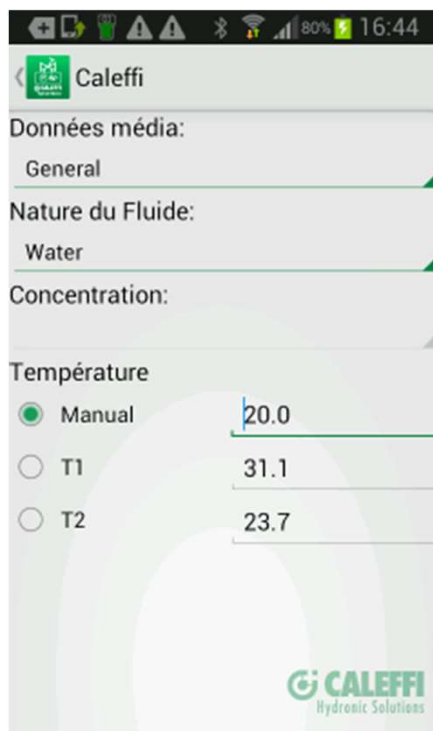 80% 16:44
Caleffi
Données média:
General
Nature du Fluide:
Water
Concentration:
Température
Manual 20.0
T1 31.1
T2 23.7
CALEFFI
Hydronic Solutions